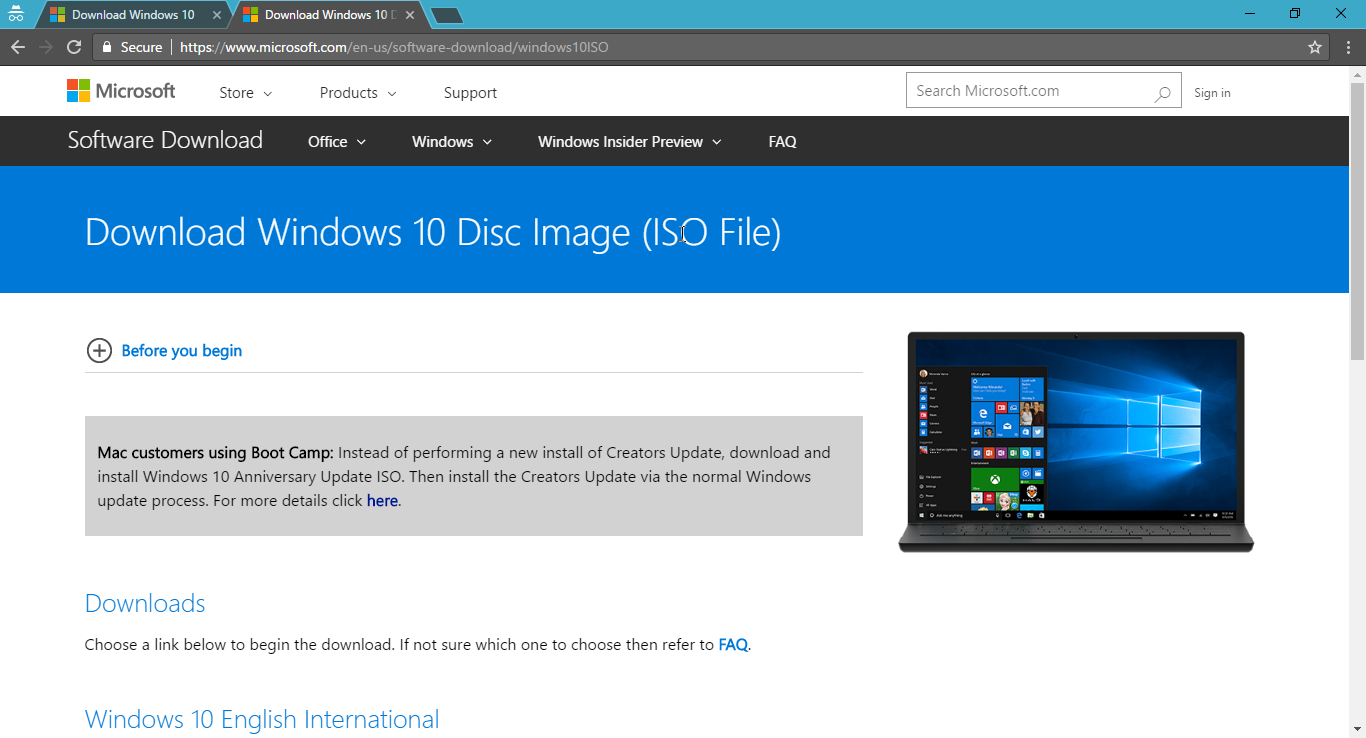 Download Windows 10
Download Windows 10 D
Secure
https://www.microsoft.com/en-us/software-download/windows10ISO
Microsoft
Store
Products
Support
Search Microsoft.com
Sign in
Software Download
Office
Windows
Windows Insider Preview
FAQ
Download Windows 10 Disc Image (ISO File)
Before you begin
Mac customers using Boot Camp: Instead of performing a new install of Creators Update, download and
install Windows 10 Anniversary Update ISO. Then install the Creators Update via the normal Windows
update process. For more details click here.
Downloads
Choose a link below to begin the download. If not sure which one to choose then refer to FAQ.
Windows 10 English International